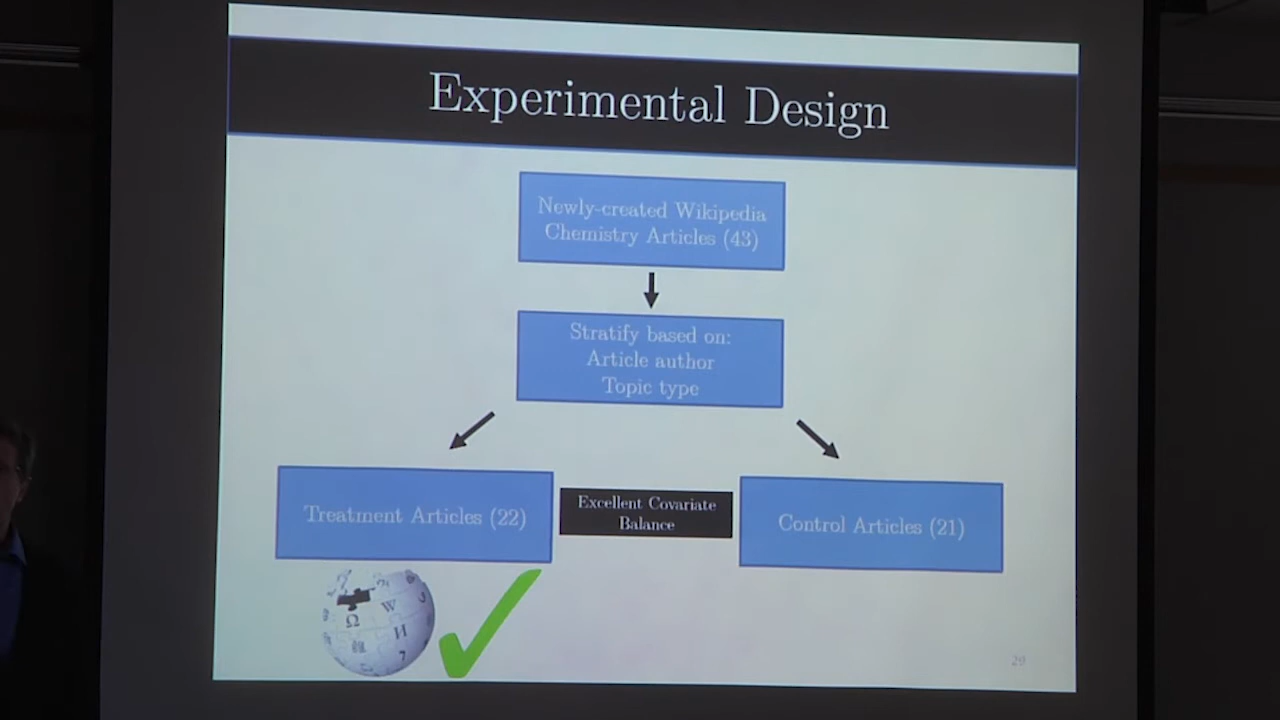 Experimental Design
Newly-created Wikipedia
Chemistry Articles (43)
Stratify based on:
Article author
Topic type
Treatment Articles (22)
Excellent Covariate
Balance
Control Articles (21)
Ω
W
И
7
29